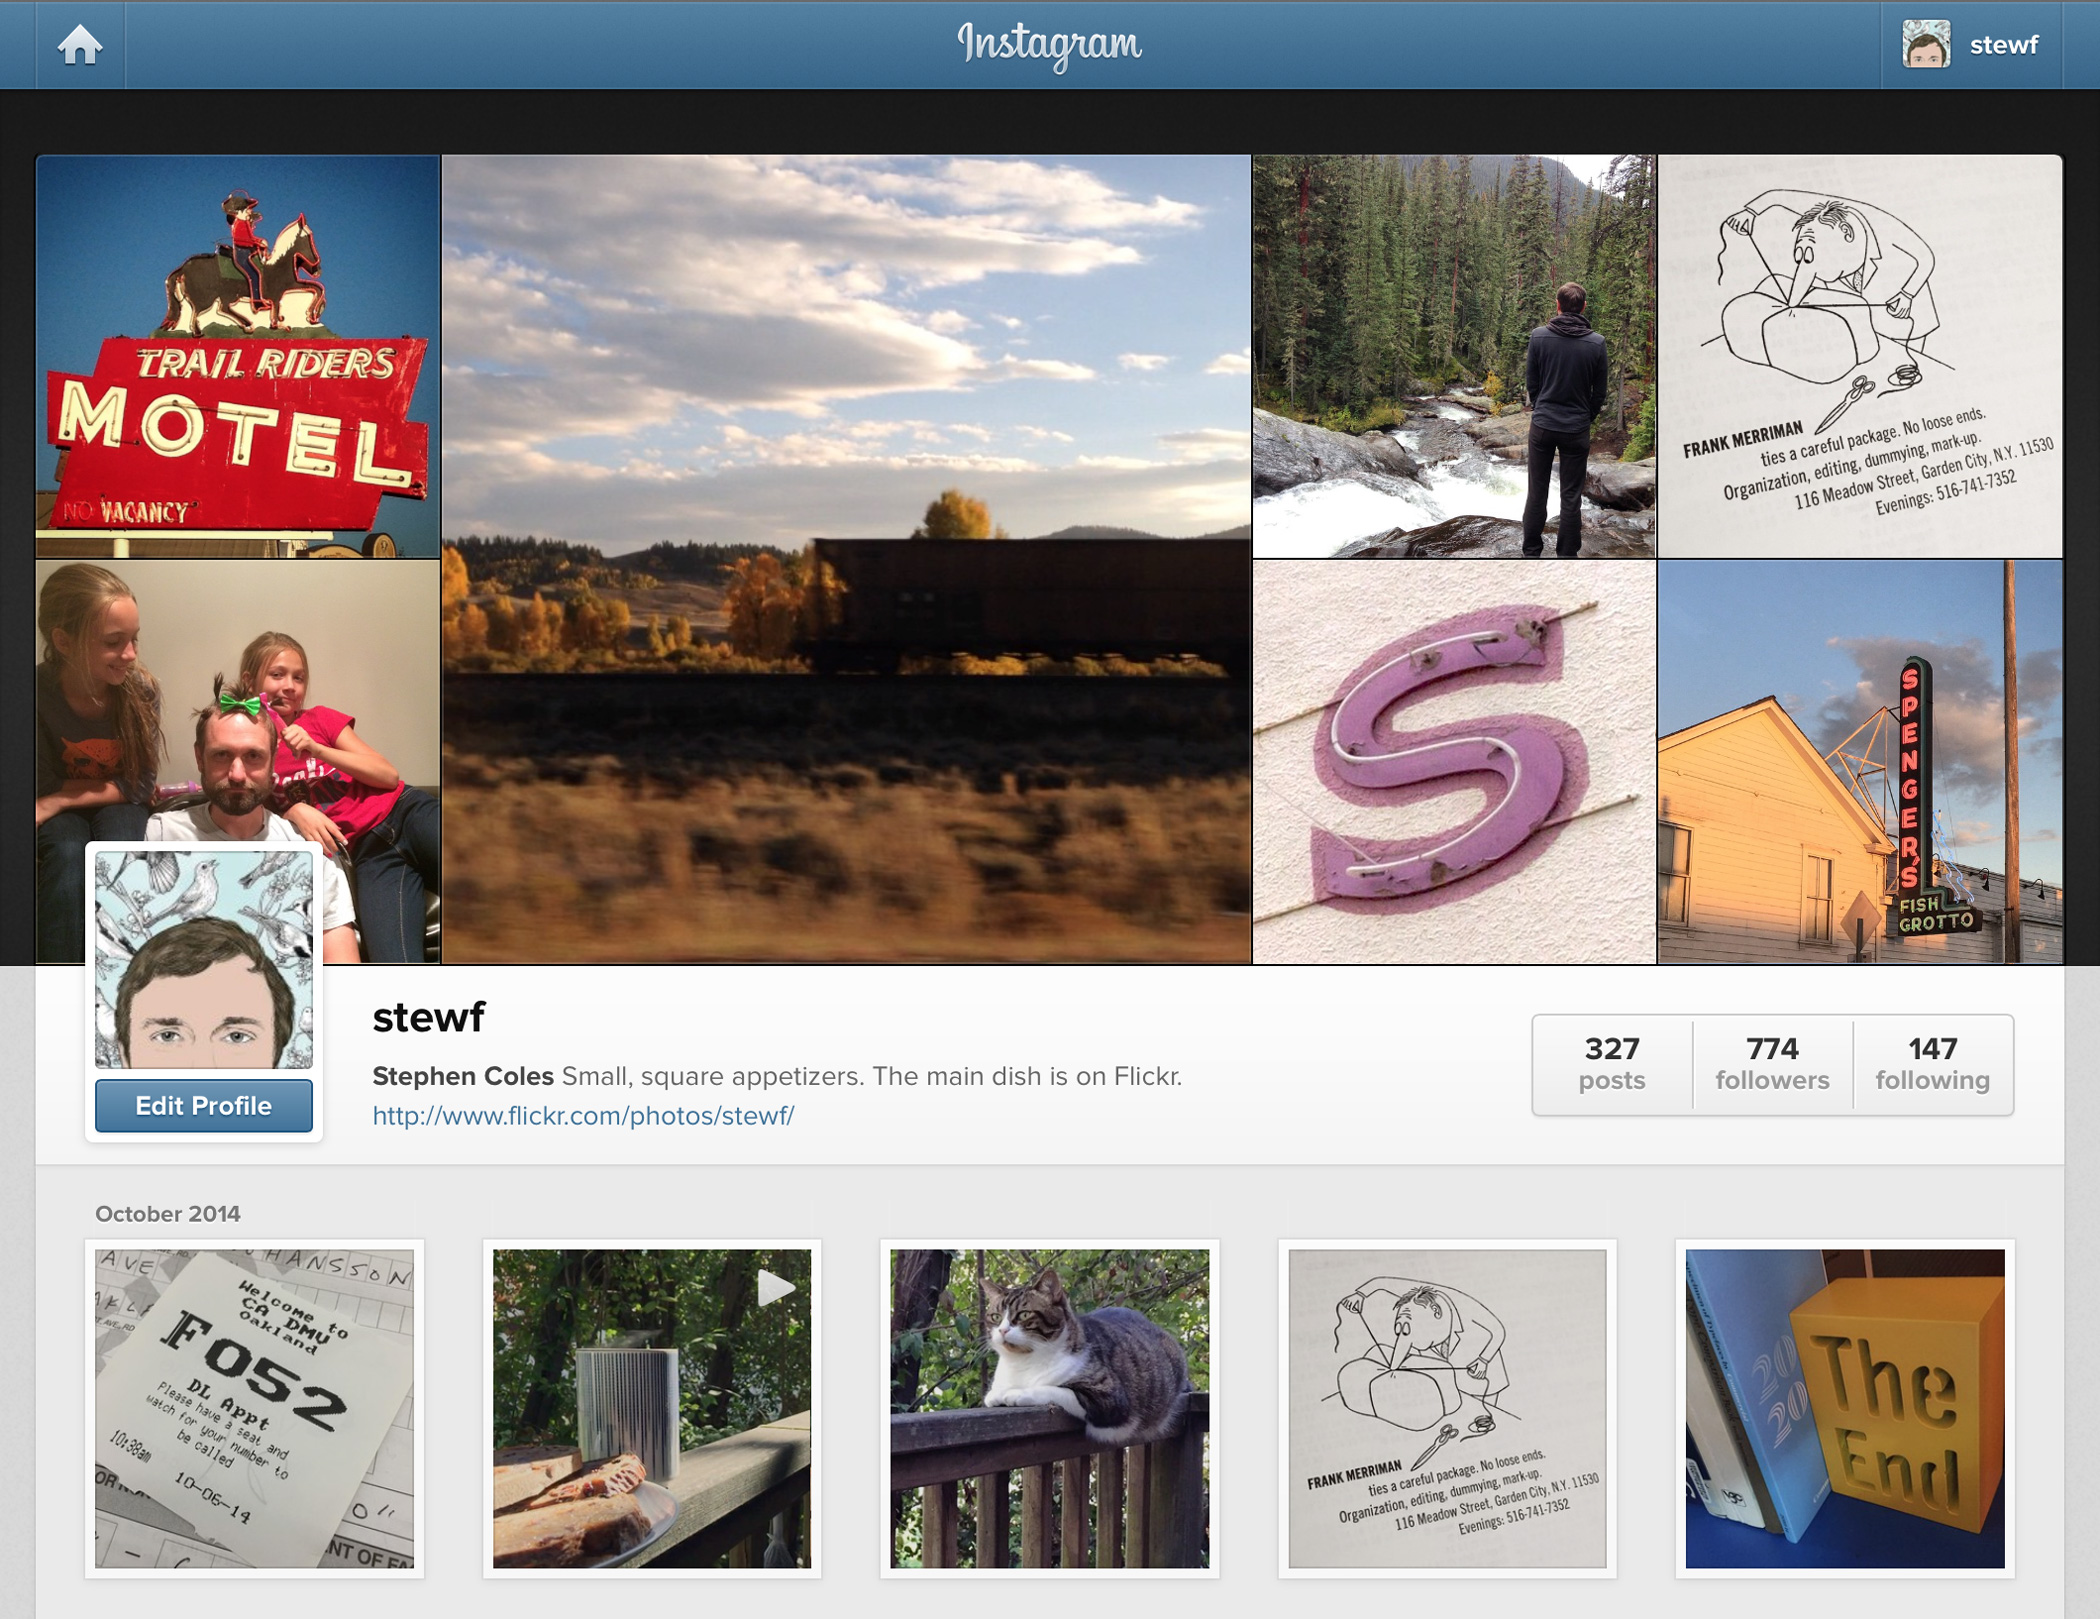 Instagram
stewf
TRAIL RIDERS
MOTEL
NO VACANCY
FRANK MERRIMAN
ties a careful package. No loose ends.
Organization, editing, dummying, mark-up.
116 Meadow Street, Garden City, N.Y. 11530
Evenings: 516-741-7352
S
SPENGER'S
FISH
GROTTO
stewf
Stephen Coles Small, square appetizers. The main dish is on Flickr.
http://www.flickr.com/photos/stewf/
Edit Profile
327
posts
774
followers
147
following
October 2014
HANSSON
AVE
Welcome to
CA DMV
Oakland
F052
DL Appt
Please have a seat and
watch for your number to
be called
10:38am
10-06-14
NT OF
FRANK MERRIMAN
ties a careful package. No loose ends.
Organization, editing, dummying, mark-up.
116 Meadow Street, Garden City, N.Y. 11530
Evenings: 516-741-7352
20
20
The
End